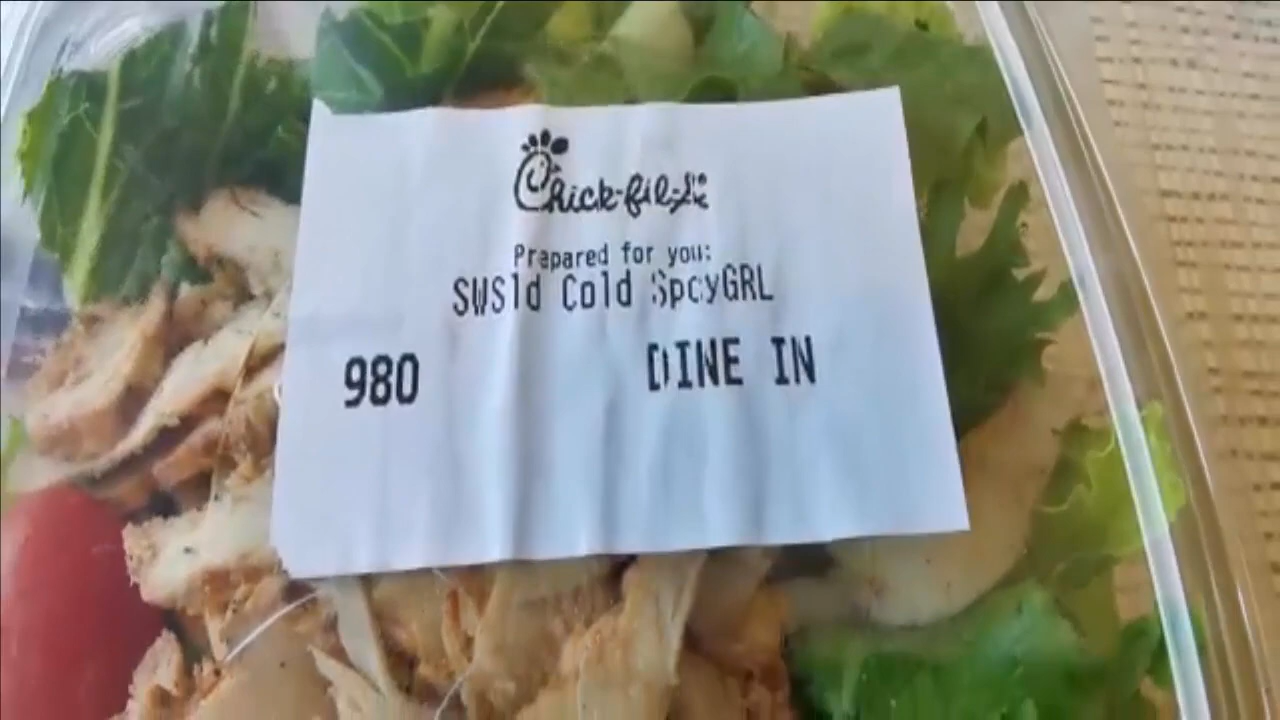 Chick-fil-A
Prepared for you:
SWSld Cold SpcyGRL
980 DINE IN